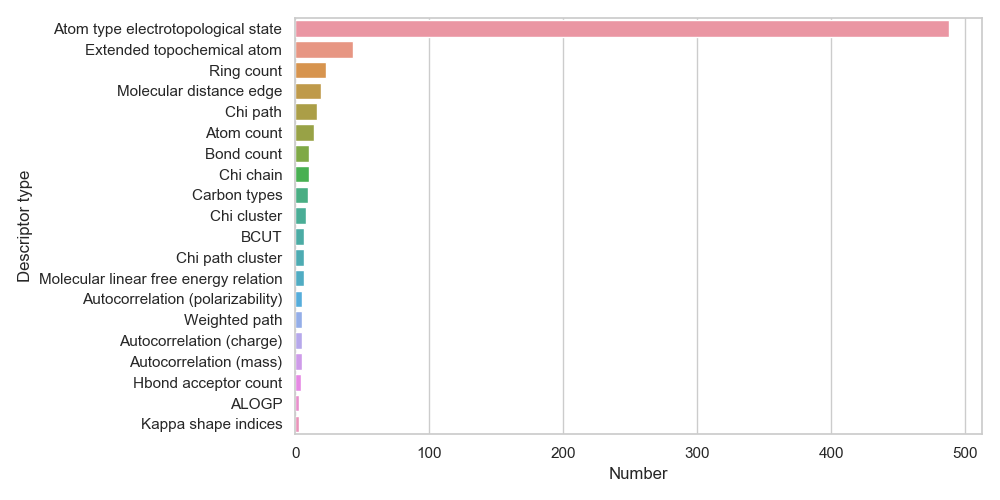 Descriptor type
Atom type electrotopological state
Extended topochemical atom
Ring count
Molecular distance edge
Chi path
Atom count
Bond count
Chi chain
Carbon types
Chi cluster
BCUT
Chi path cluster
Molecular linear free energy relation
Autocorrelation (polarizability)
Weighted path
Autocorrelation (charge)
Autocorrelation (mass)
Hbond acceptor count
ALOGP
Kappa shape indices
0 100 200 300 400 500
Number